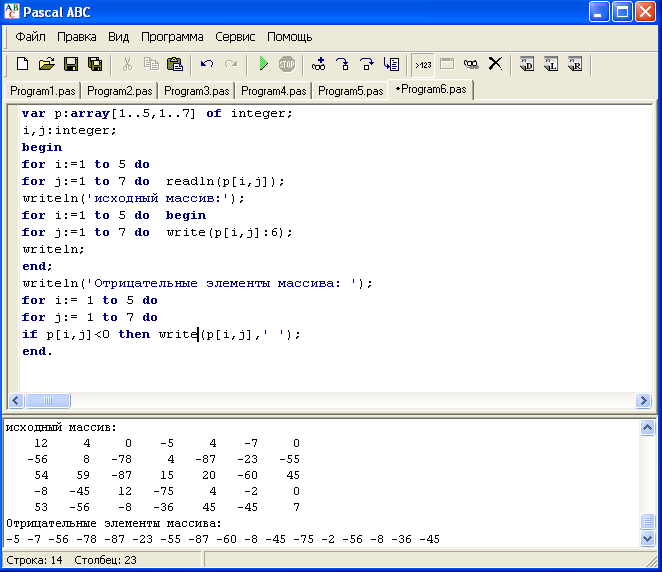 Pascal ABC
Файл Правка Вид Программа Сервис Помощь
Program1.pas Program2.pas Program3.pas Program4.pas Program5.pas •Program6.pas
var p:array[1..5,1..7] of integer;
i,j:integer;
begin
for i:=1 to 5 do
for j:=1 to 7 do  readln(p[i,j]);
writeln('исходный массив:');
for i:=1 to 5 do  begin
for j:=1 to 7 do  write(p[i,j]:6);
writeln;
end;
writeln('Отрицательные элементы массива: ');
for i:= 1 to 5 do
for j:= 1 to 7 do
if p[i,j]<0 then write(p[i,j],' ');
end.
исходный массив:
12 4 0 -5 4 -7 0
-56 8 -78 4 -87 -23 -55
54 59 -87 15 20 -60 45
-8 -45 12 -75 4 -2 0
53 -56 -8 -36 45 -45 7
Отрицательные элементы массива:
-5 -7 -56 -78 -87 -23 -55 -87 -60 -8 -45 -75 -2 -56 -8 -36 -45
Строка: 14 Столбец: 23